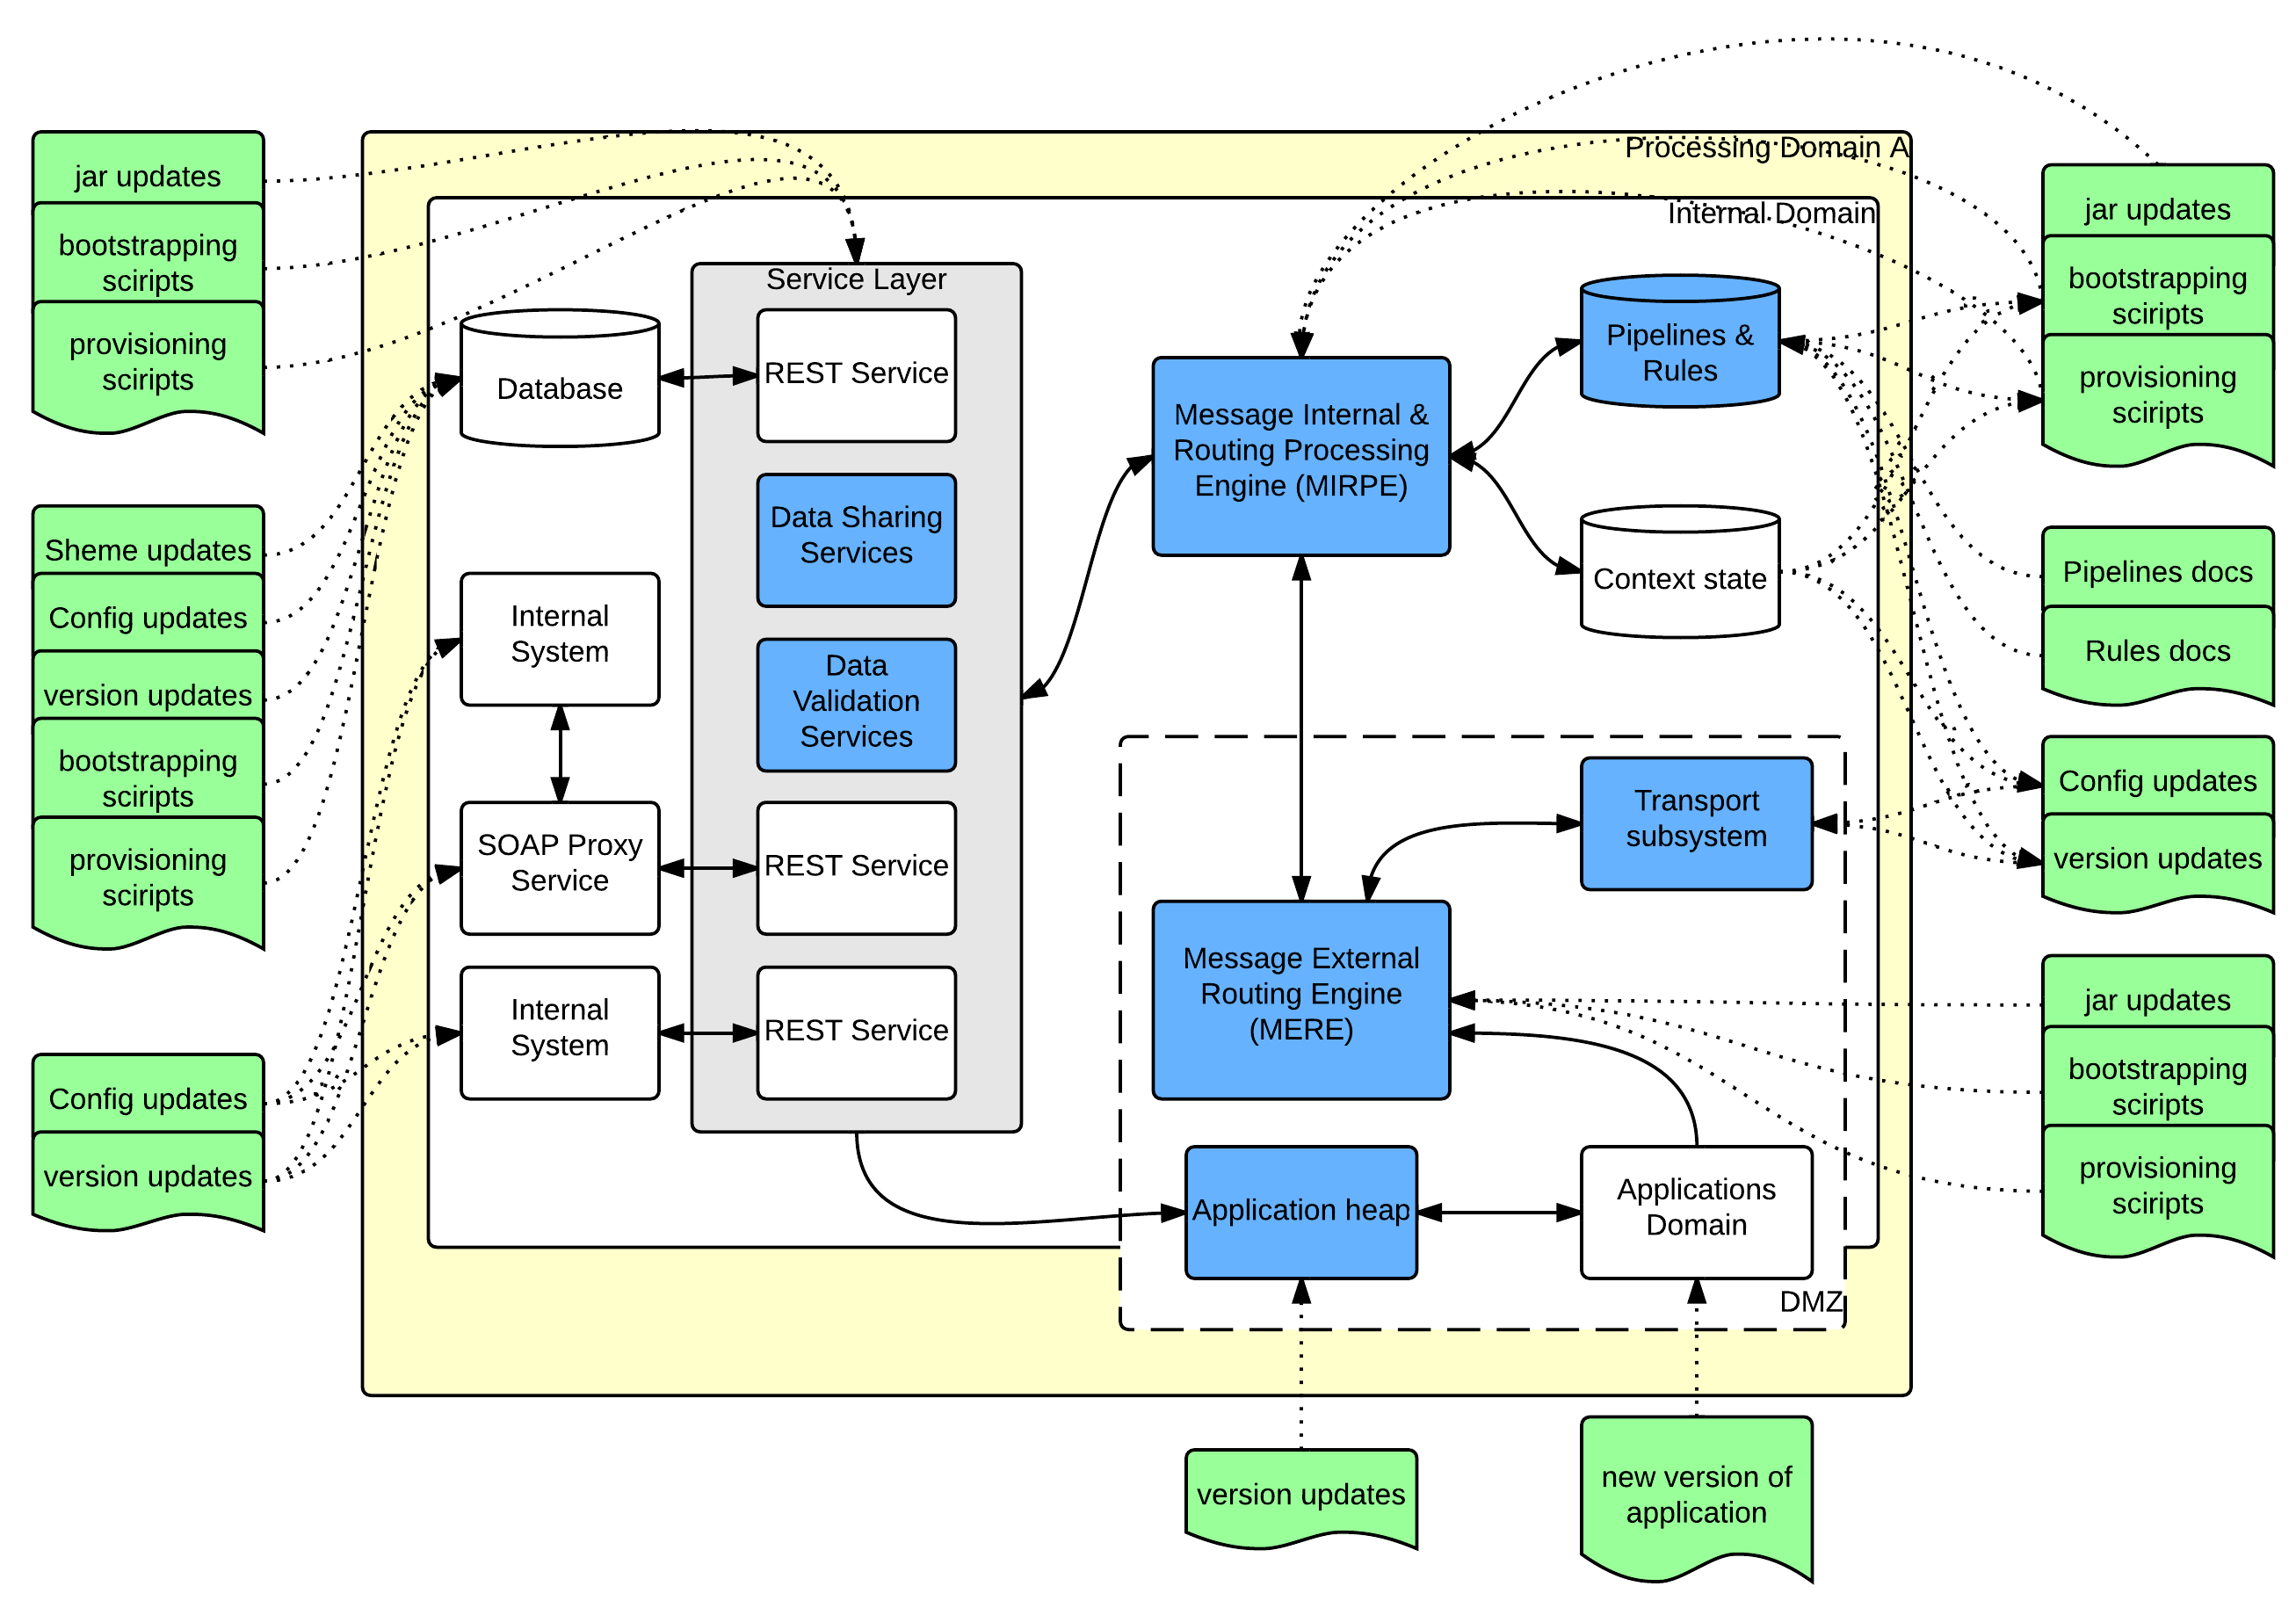 Processing Domain A
Internal Domain
jar updates
bootstrapping
sciripts
provisioning
sciripts
Sheme updates
Config updates
version updates
bootstrapping
sciripts
provisioning
sciripts
Config updates
version updates
Database
Internal
System
SOAP Proxy
Service
Internal
System
Service Layer
REST Service
Data Sharing
Services
Data
Validation
Services
REST Service
REST Service
Message Internal &
Routing Processing
Engine (MIRPE)
Pipelines &
Rules
Context state
Transport
subsystem
Message External
Routing Engine
(MERE)
Application heap
Applications
Domain
DMZ
jar updates
bootstrapping
sciripts
provisioning
sciripts
Pipelines docs
Rules docs
Config updates
version updates
jar updates
bootstrapping
sciripts
provisioning
sciripts
version updates
new version of
application